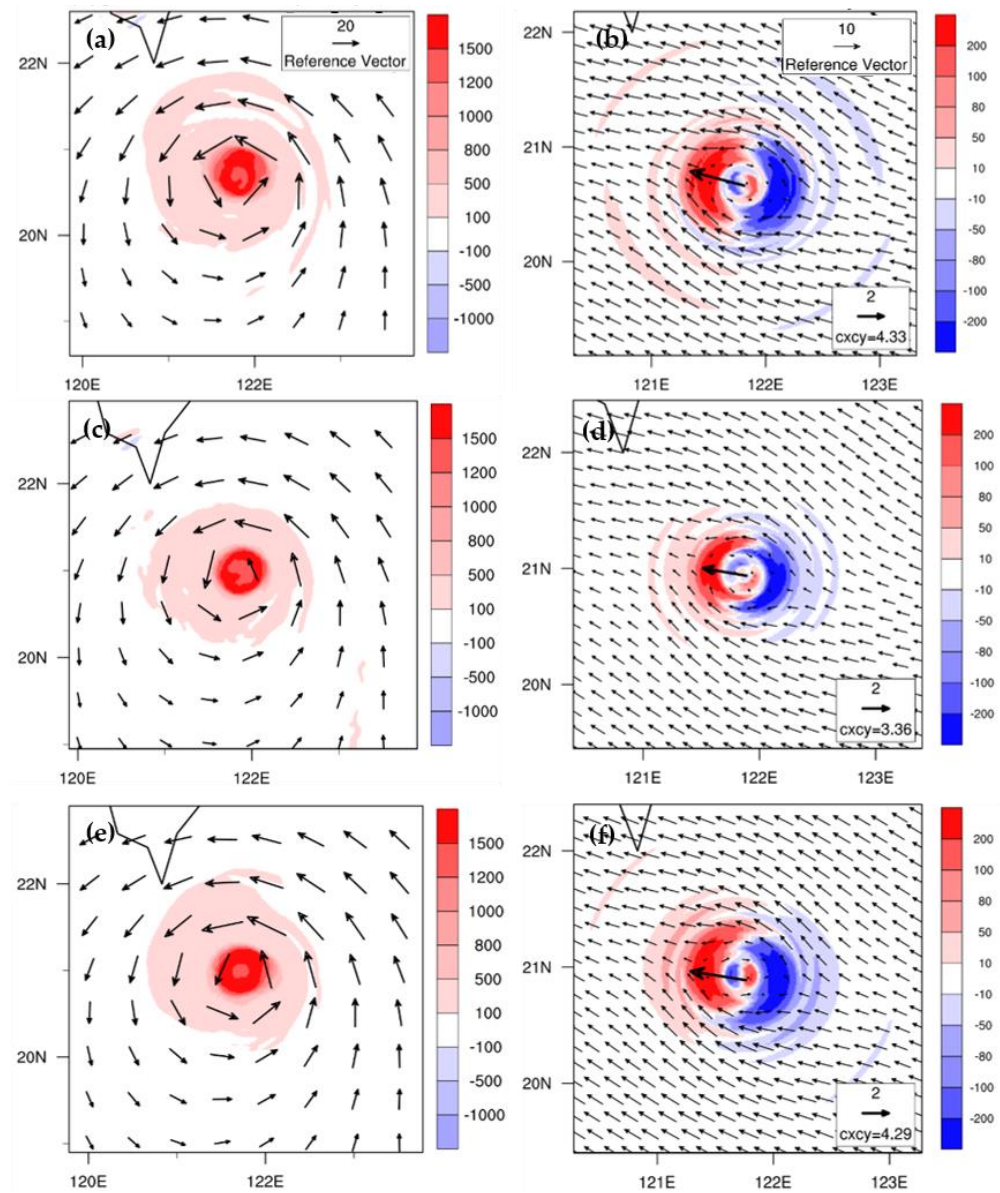 (a)
20
Reference Vector
22N
20N
120E
122E
1500
1200
1000
800
500
100
-100
-500
-1000
(b)
10
Reference Vector
22N
21N
20N
121E
122E
123E
2
cxcy=4.33
200
100
80
50
10
-10
-50
-80
-100
-200
(c)
22N
20N
120E
122E
1500
1200
1000
800
500
100
-100
-500
-1000
(d)
22N
21N
20N
121E
122E
123E
2
cxcy=3.36
200
100
80
50
10
-10
-50
-80
-100
-200
(e)
22N
20N
120E
122E
1500
1200
1000
800
500
100
-100
-500
-1000
(f)
22N
21N
20N
121E
122E
123E
2
cxcy=4.29
200
100
80
50
10
-10
-50
-80
-100
-200